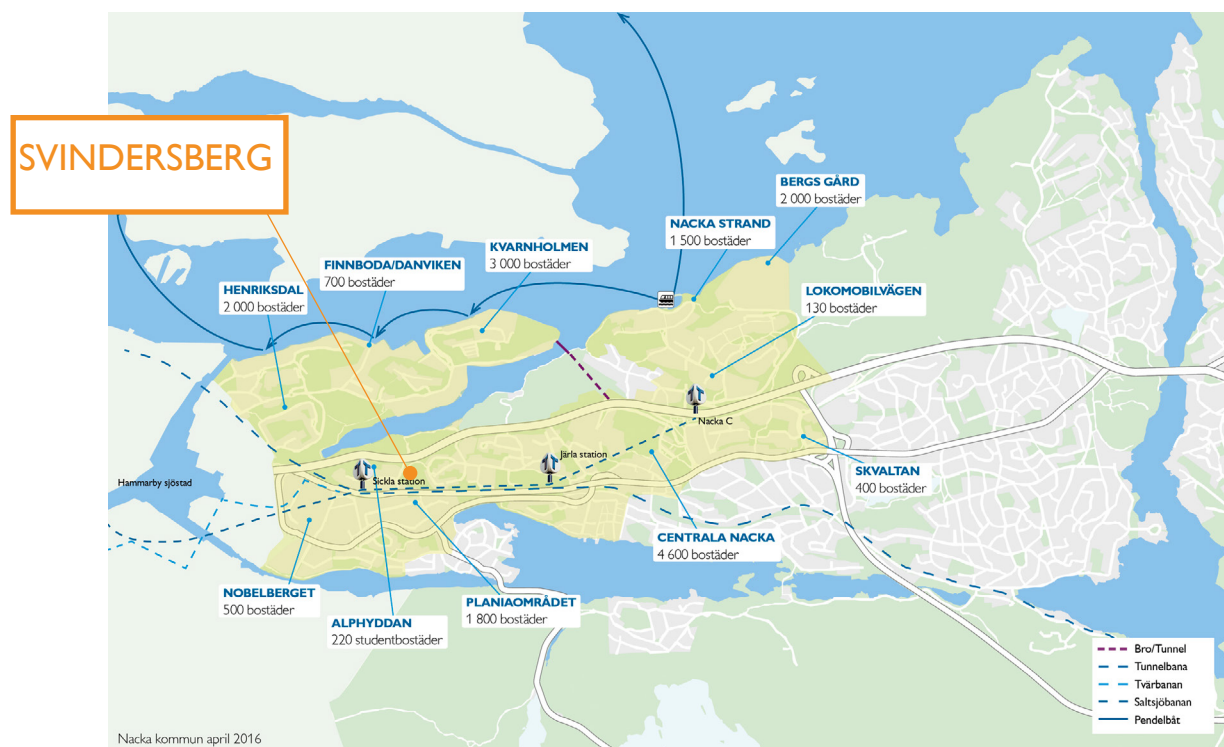 SVINDERSBERG
BERGS GÅRD
2 000 bostäder
NACKA STRAND
1 500 bostäder
KVARNHOLMEN
3 000 bostäder
FINNBODA/DANVIKEN
700 bostäder
HENRIKSDAL
2 000 bostäder
LOKOMOBILVÄGEN
130 bostäder
Nacka C
Järla station
Sickla station
Hammarby sjöstad
SKVALTAN
400 bostäder
CENTRALA NACKA
4 600 bostäder
NOBELBERGET
500 bostäder
PLANIAOMRÅDET
1 800 bostäder
ALPHYDDAN
220 studentbostäder
Bro/Tunnel
Tunnelbana
Tvärbanan
Saltsjöbanan
Pendelbåt
Nacka kommun april 2016